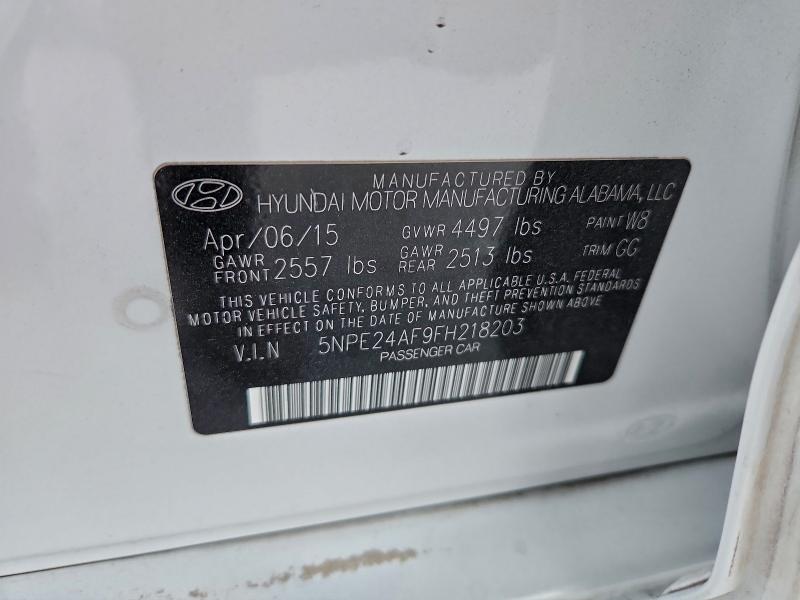 MANUFACTURED BY
HYUNDAI MOTOR MANUFACTURING ALABAMA, LLC
Apr/06/15 GVWR 4497 lbs PAINT W8
GAWR FRONT 2557 lbs GAWR REAR 2513 lbs TRIM GG
THIS VEHICLE CONFORMS TO ALL APPLICABLE U.S.A. FEDERAL
MOTOR VEHICLE SAFETY, BUMPER, AND THEFT PREVENTION STANDARDS
IN EFFECT ON THE DATE OF MANUFACTURE SHOWN ABOVE.
V.I.N 5NPE24AF9FH218203
PASSENGER CAR